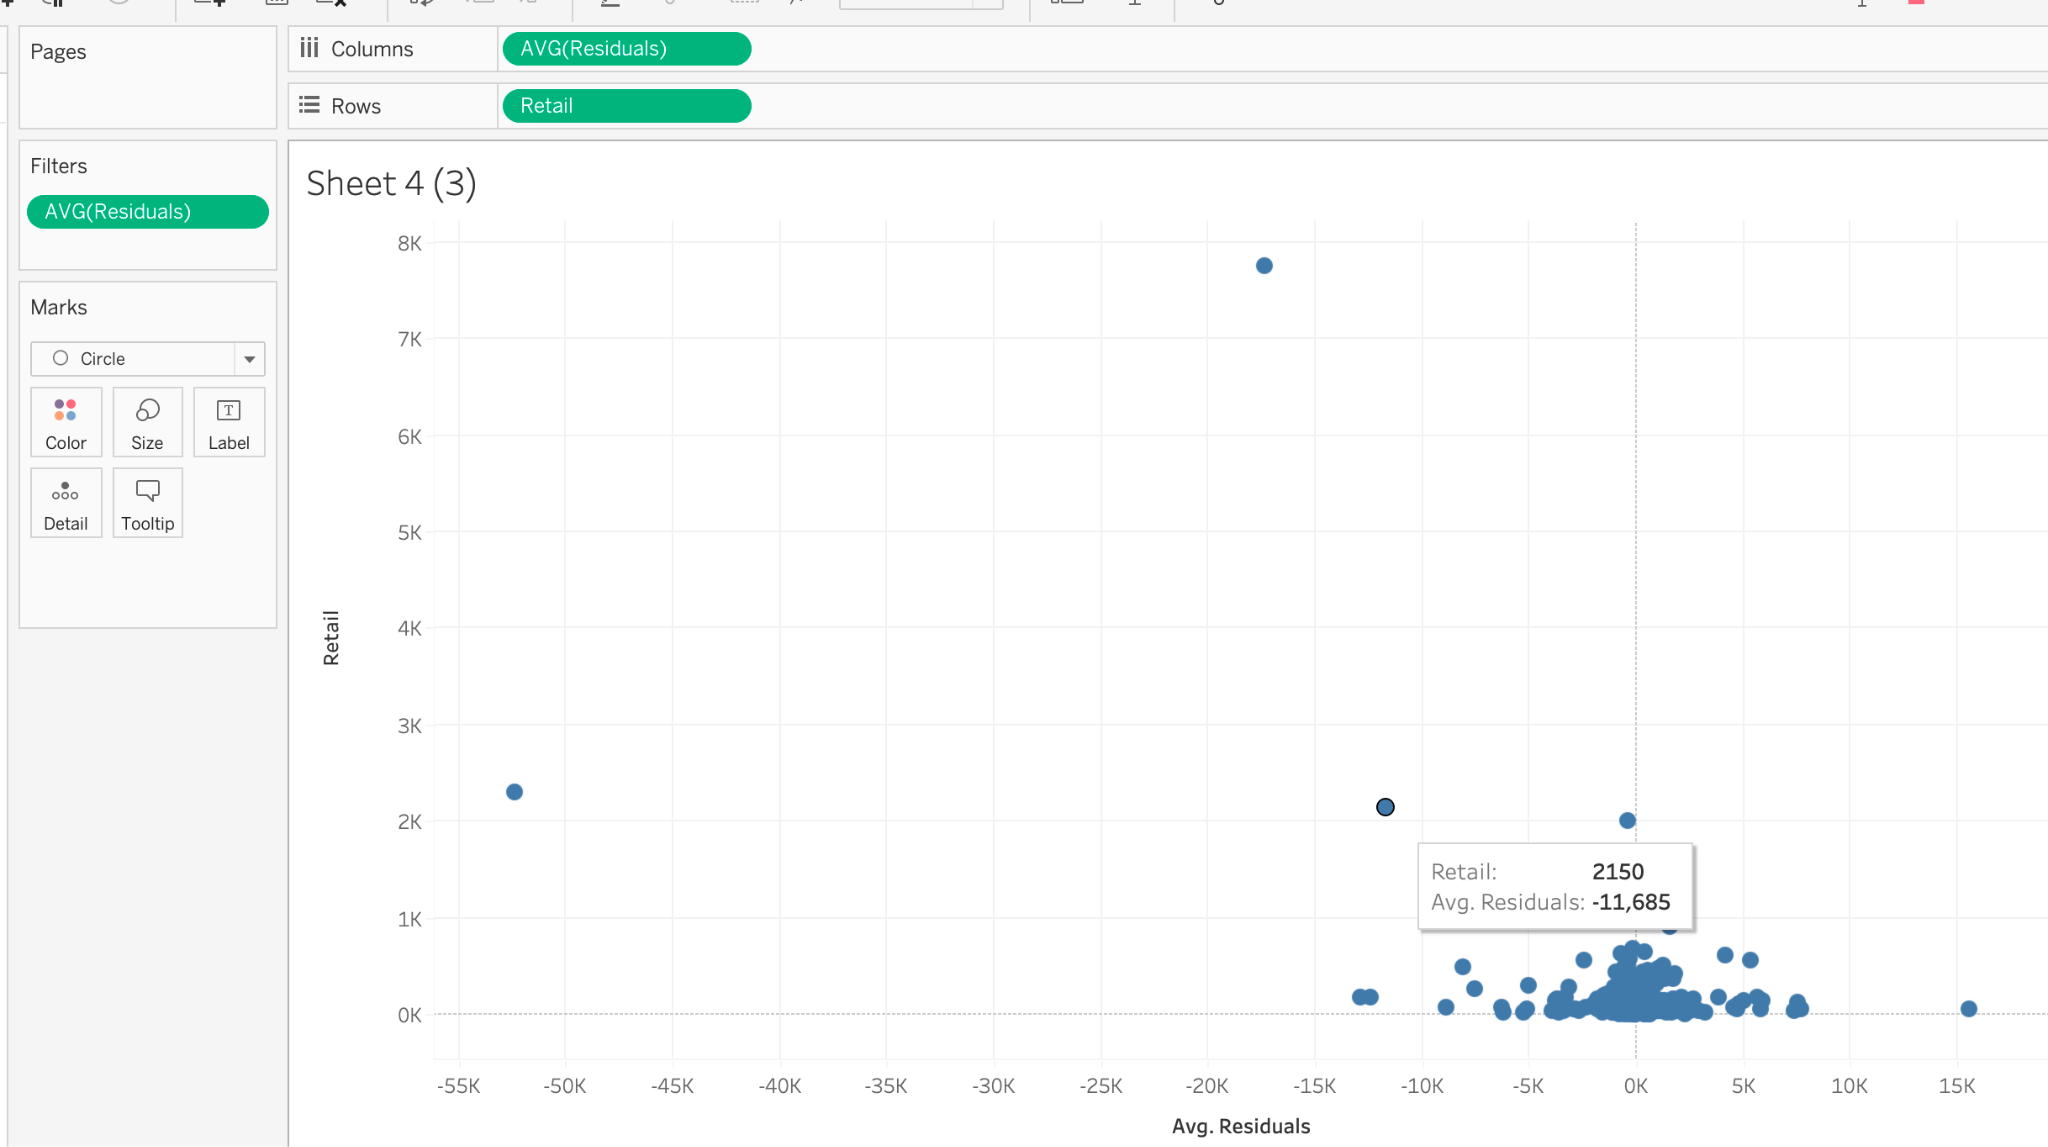 Pages
Columns AVG(Residuals)
Rows Retail
Filters
AVG(Residuals)
Marks
Circle
Color Size T Label
Detail Tooltip
Sheet 4 (3)
8K
7K
6K
5K
4K
3K
2K
1K
0K
Retail
Retail: 2150
Avg. Residuals: -11,685
-55K -50K -45K -40K -35K -30K -25K -20K -15K -10K -5K 0K 5K 10K 15K
Avg. Residuals